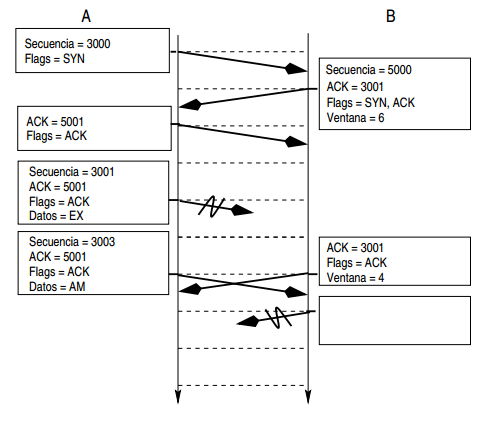 A
B
Secuencia = 3000
Flags = SYN
Secuencia = 5000
ACK = 3001
Flags = SYN, ACK
Ventana = 6
ACK = 5001
Flags = ACK
Secuencia = 3001
ACK = 5001
Flags = ACK
Datos = EX
Secuencia = 3003
ACK = 5001
Flags = ACK
Datos = AM
ACK = 3001
Flags = ACK
Ventana = 4